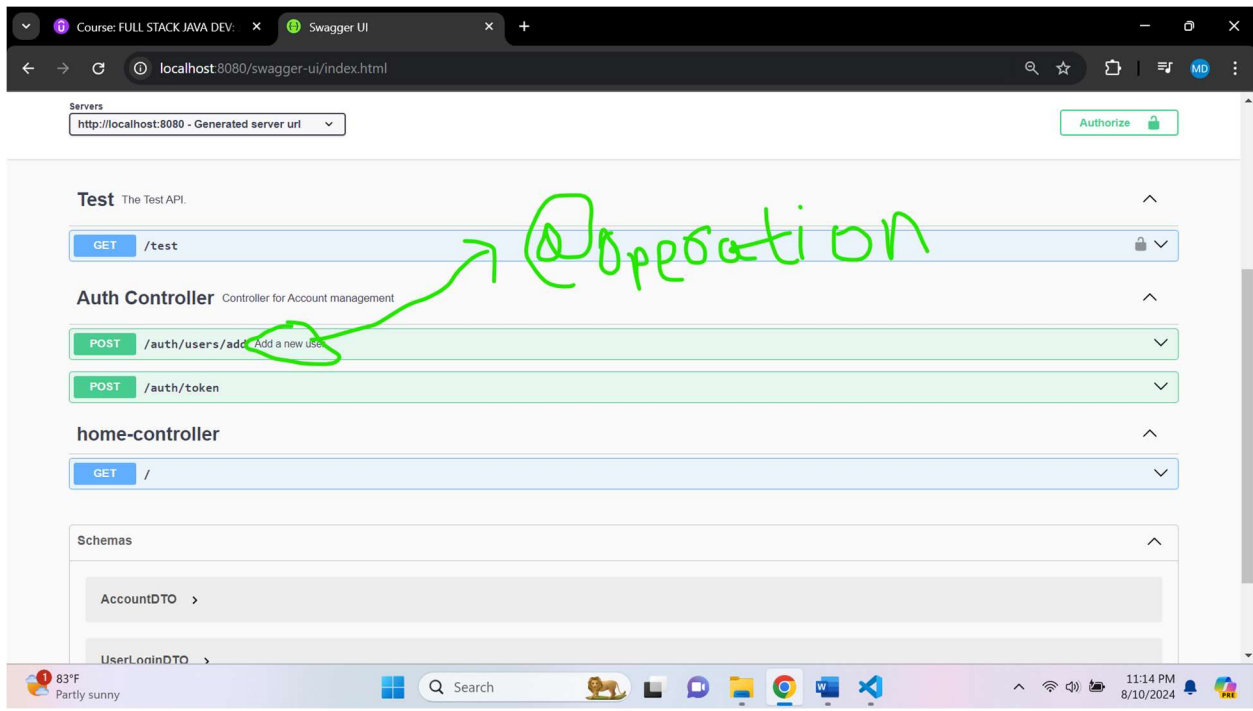 Course: FULL STACK JAVA DEV:
Swagger UI
localhost:8080/swagger-ui/index.html
MD
Servers
http://localhost:8080 - Generated server url
Authorize
Test The Test API.
@operation
GET /test
Auth Controller Controller for Account management
POST /auth/users/add Add a new user
POST /auth/token
home-controller
GET /
Schemas
AccountDTO
UserLoginDTO
1
83°F
Partly sunny
Search
11:14 PM
8/10/2024
PRE